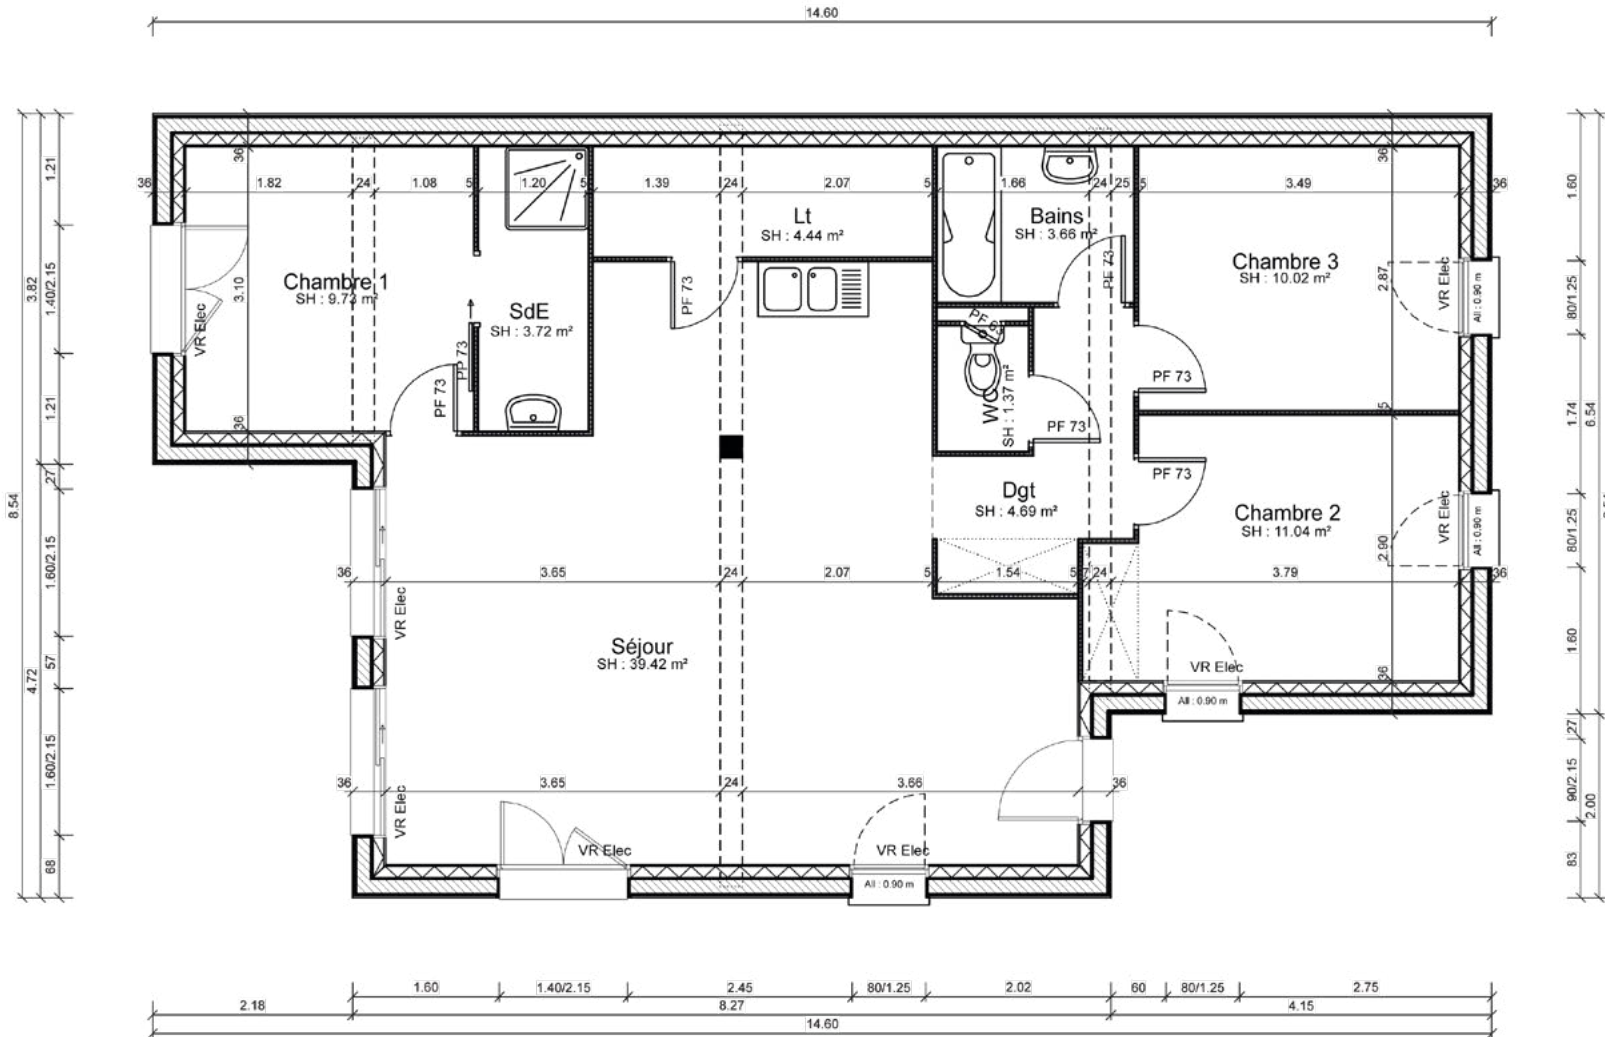 14.60
36
1.82
24
1.08
5
1.20
5
1.39
24
2.07
5
1.66
24
25
5
3.49
36
36
36
Lt
SH : 4.44 m²
Bains
SH : 3.66 m²
PF 73
Chambre 3
SH : 10.02 m²
2.87
VR Elec
All : 0.90 m
Chambre 1
SH : 9.73 m²
3.10
VR Elec
SdE
SH : 3.72 m²
PF 73
PP 73
PF 73
36
PF 63
WC
SH : 1.37 m²
PF 73
PF 73
5
PF 73
Dgt
SH : 4.69 m²
Chambre 2
SH : 11.04 m²
2.90
VR Elec
All : 0.90 m
36
3.65
24
2.07
5
1.54
5
7
24
3.79
36
VR Elec
Séjour
SH : 39.42 m²
VR Elec
36
All : 0.90 m
36
3.65
24
3.66
36
VR Elec
VR Elec
VR Elec
All : 0.90 m
8.54
3.82
4.72
1.21
1.40/2.15
1.21
27
1.60/2.15
57
1.60/2.15
68
1.60
80/1.25
1.74
80/1.25
1.60
27
90/2.15
83
6.54
2.00
1.60
1.40/2.15
2.45
80/1.25
2.02
60
80/1.25
2.75
2.18
8.27
4.15
14.60